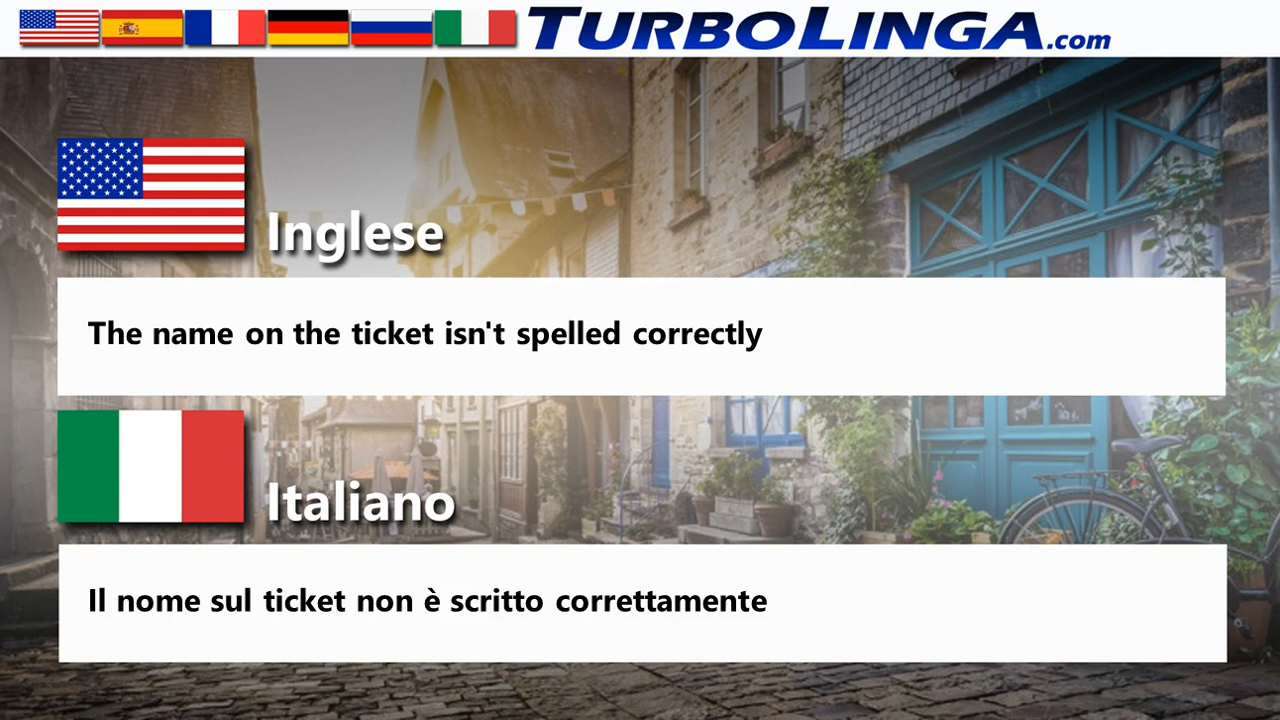 TURBOLINGA.com
Inglese
The name on the ticket isn't spelled correctly
Italiano
Il nome sul ticket non è scritto correttamente